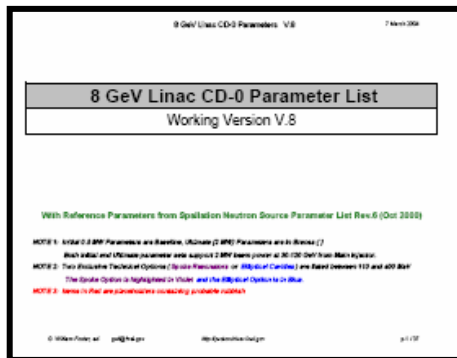 8 GeV Linac CD-0 Parameters V.8 7 March 2004
8 GeV Linac CD-0 Parameter List
Working Version V.8
With Reference Parameters from Spallation Neutron Source Parameter List Rev.6 (Oct 2000)
NOTE 1: Initial 0.5 MW Parameters are Baseline, Ultimate (2 MW) Parameters are in Braces [ ]
Both initial and Ultimate parameter sets support 2 MW beam power at 30-120 GeV from Main Injector.
NOTE 2: Two Exclusive Technical Options (Spoke Resonators or Elliptical Cavities) are listed between 110 and 400 MeV
The Spoke Option is highlighted in Violet and the Elliptical Option is in Blue.
NOTE 3: Items in Red are placeholders containing probable rubbish
p.1 / 37